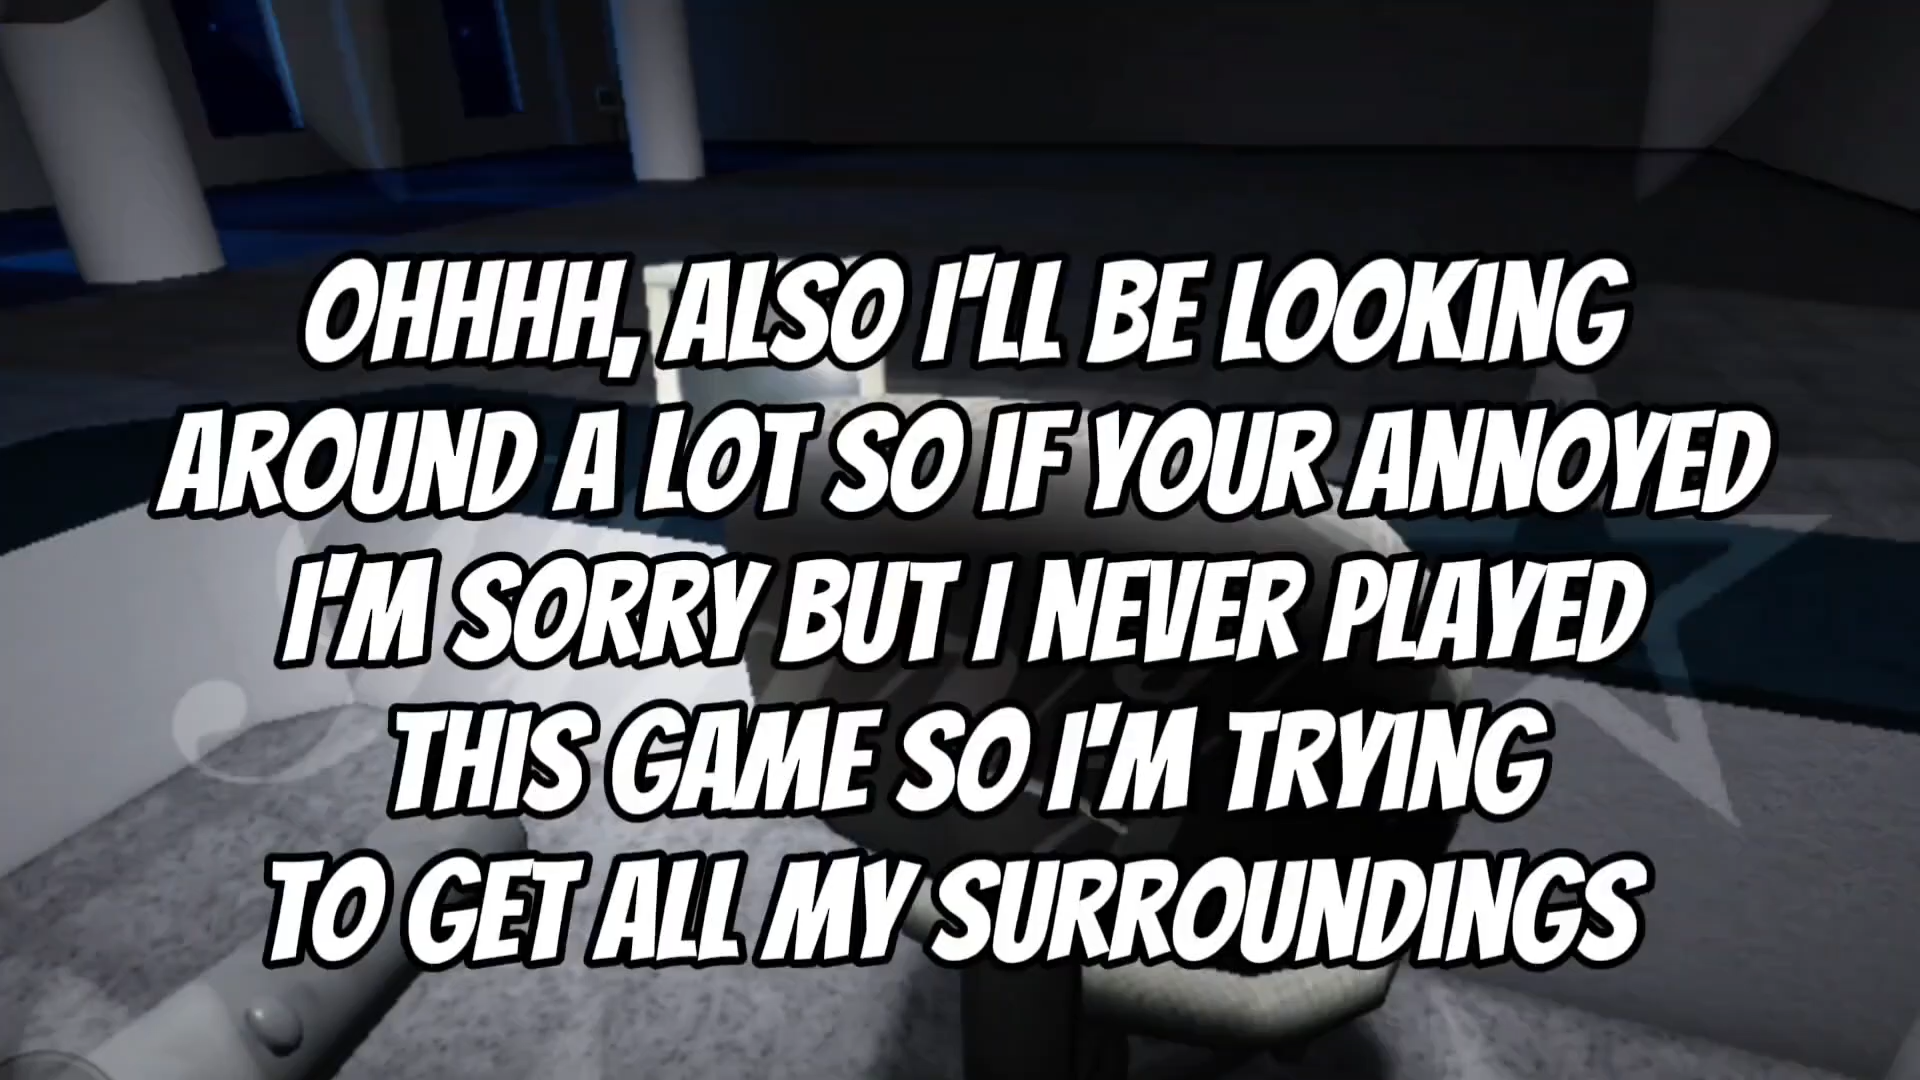 OHHHH, ALSO I'LL BE LOOKING
AROUND A LOT SO IF YOUR ANNOYED
I'M SORRY BUT I NEVER PLAYED
THIS GAME SO I'M TRYING
TO GET ALL MY SURROUNDINGS